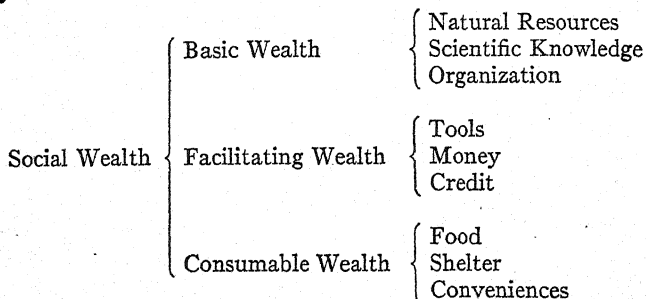 Social Wealth
Basic Wealth
Natural Resources
Scientific Knowledge
Organization
Facilitating Wealth
Tools
Money
Credit
Consumable Wealth
Food
Shelter
Conveniences